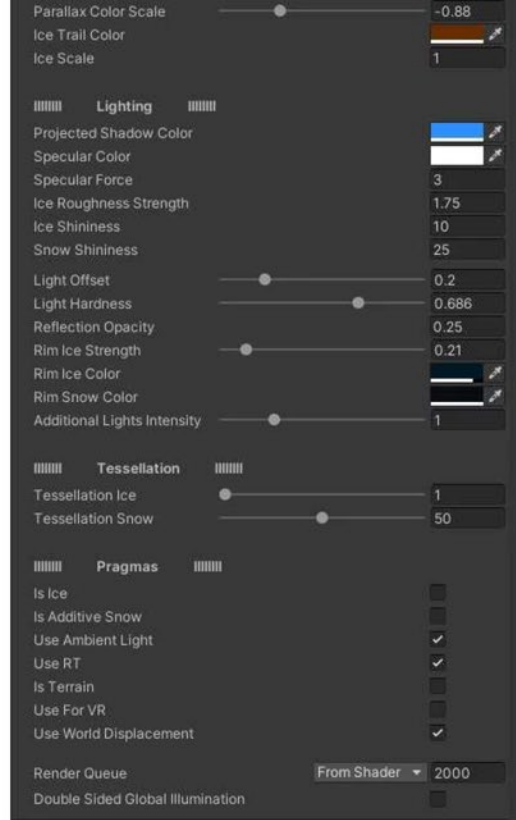 Parallax Color Scale -0.88
Ice Trail Color
Ice Scale 1
Lighting
Projected Shadow Color
Specular Color
Specular Force 3
Ice Roughness Strength 1.75
Ice Shininess 10
Snow Shininess 25
Light Offset 0.2
Light Hardness 0.686
Reflection Opacity 0.25
Rim Ice Strength 0.21
Rim Ice Color
Rim Snow Color
Additional Lights Intensity 1
Tessellation
Tessellation Ice 1
Tessellation Snow 50
Pragmas
Is Ice
Is Additive Snow
Use Ambient Light
Use RT
Is Terrain
Use For VR
Use World Displacement
Render Queue From Shader 2000
Double Sided Global Illumination